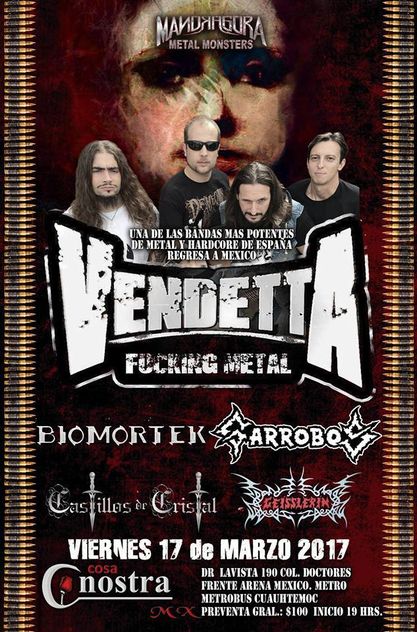 MANDRAGORA
METAL MONSTERS
UNA DE LAS BANDAS MAS POTENTES
DE METAL Y HARDCORE DE ESPAÑA
REGRESA A MEXICO
VENDETTA
FUCKING METAL
BIOMORTEK
GARROBOS
Castillos de Cristal
GEISSLERIM
VIERNES 17 de MARZO 2017
cosa
nostra
MX
DR LAVISTA 190 COL. DOCTORES
FRENTE ARENA MEXICO. METRO
METROBUS CUAUHTEMOC
PREVENTA GRAL.: $100 INICIO 19 HRS.